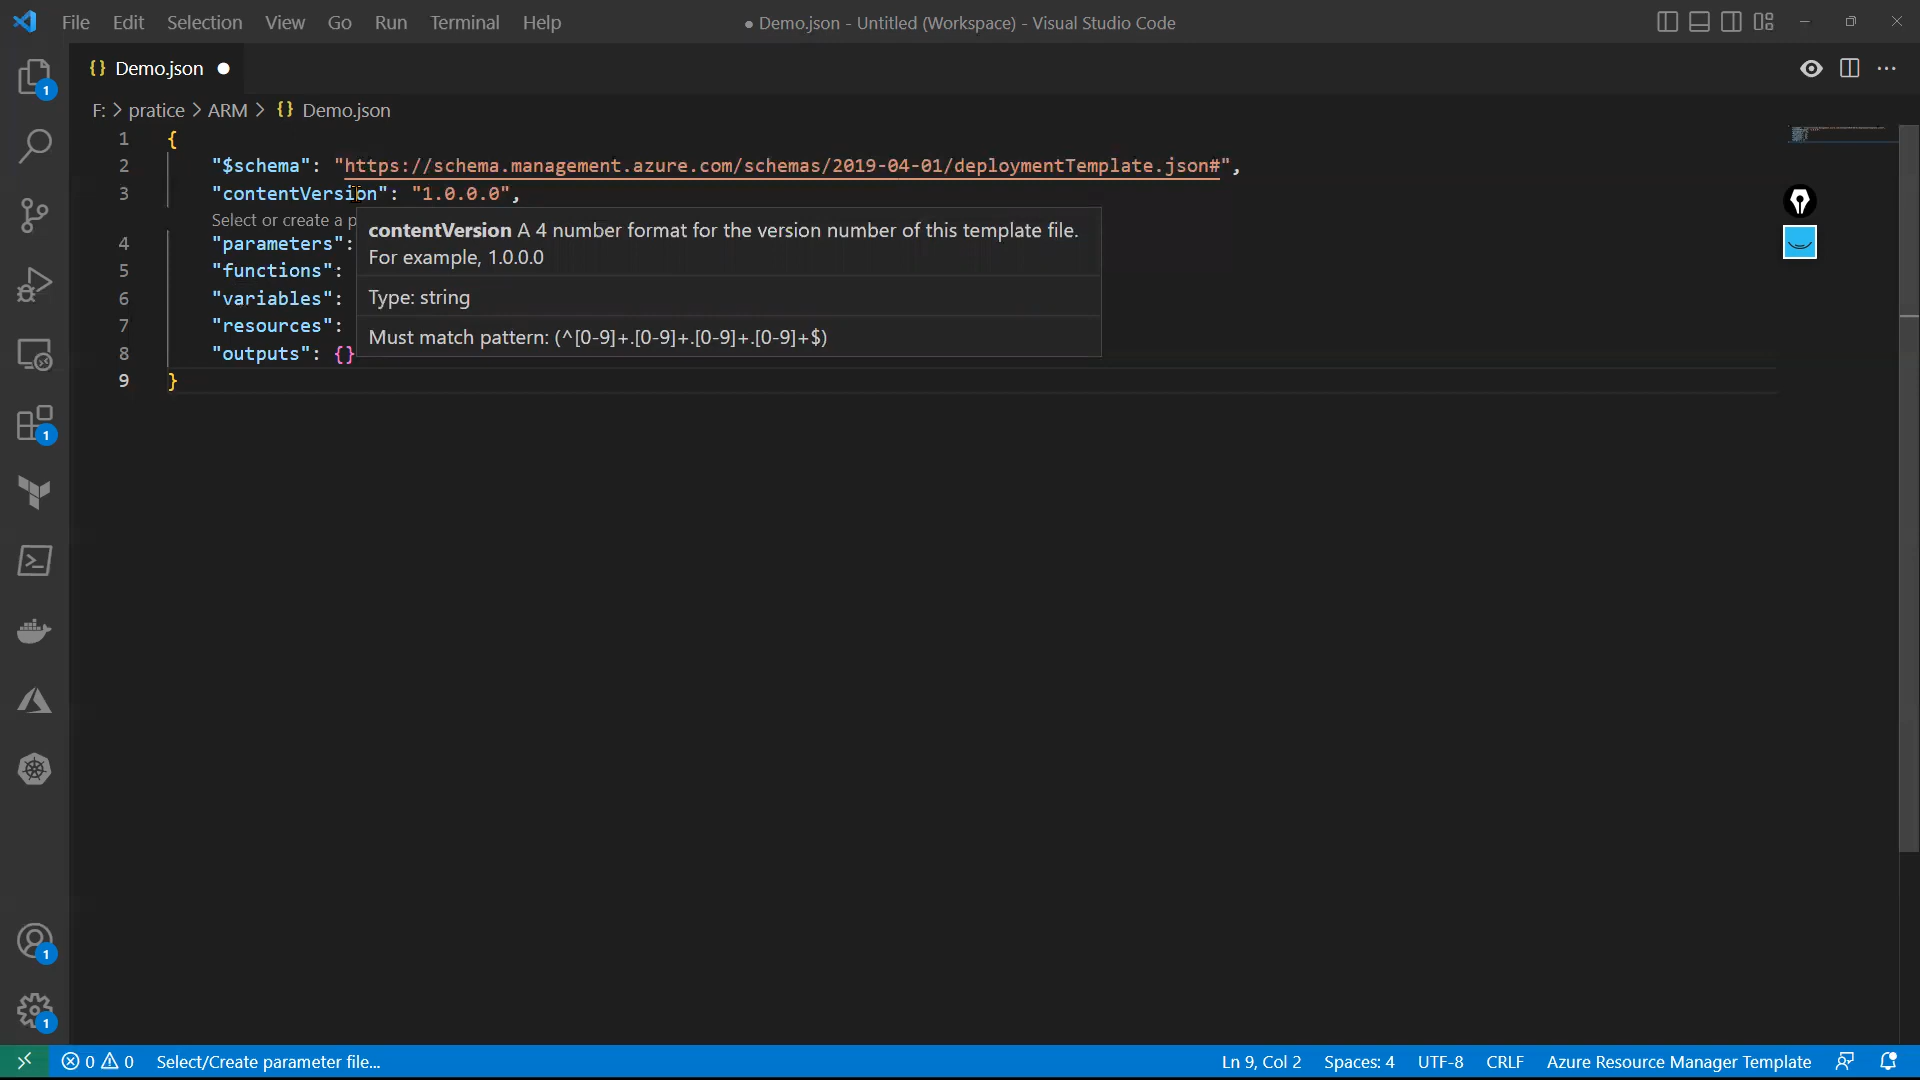 File Edit Selection View Go Run Terminal Help ● Demo.json - Untitled (Workspace) - Visual Studio Code
{} Demo.json ●
F: > pratice > ARM > {} Demo.json
1 {
2 "$schema": "https://schema.management.azure.com/schemas/2019-04-01/deploymentTemplate.json#",
3 "contentVersion": "1.0.0.0",
Select or create a p
contentVersion A 4 number format for the version number of this template file.
For example, 1.0.0.0
Type: string
Must match pattern: (^[0-9]+.[0-9]+.[0-9]+.[0-9]+$)
4 "parameters":
5 "functions":
6 "variables":
7 "resources":
8 "outputs": {}
9 }
1
1
1
1
0 0 Select/Create parameter file... Ln 9, Col 2 Spaces: 4 UTF-8 CRLF Azure Resource Manager Template